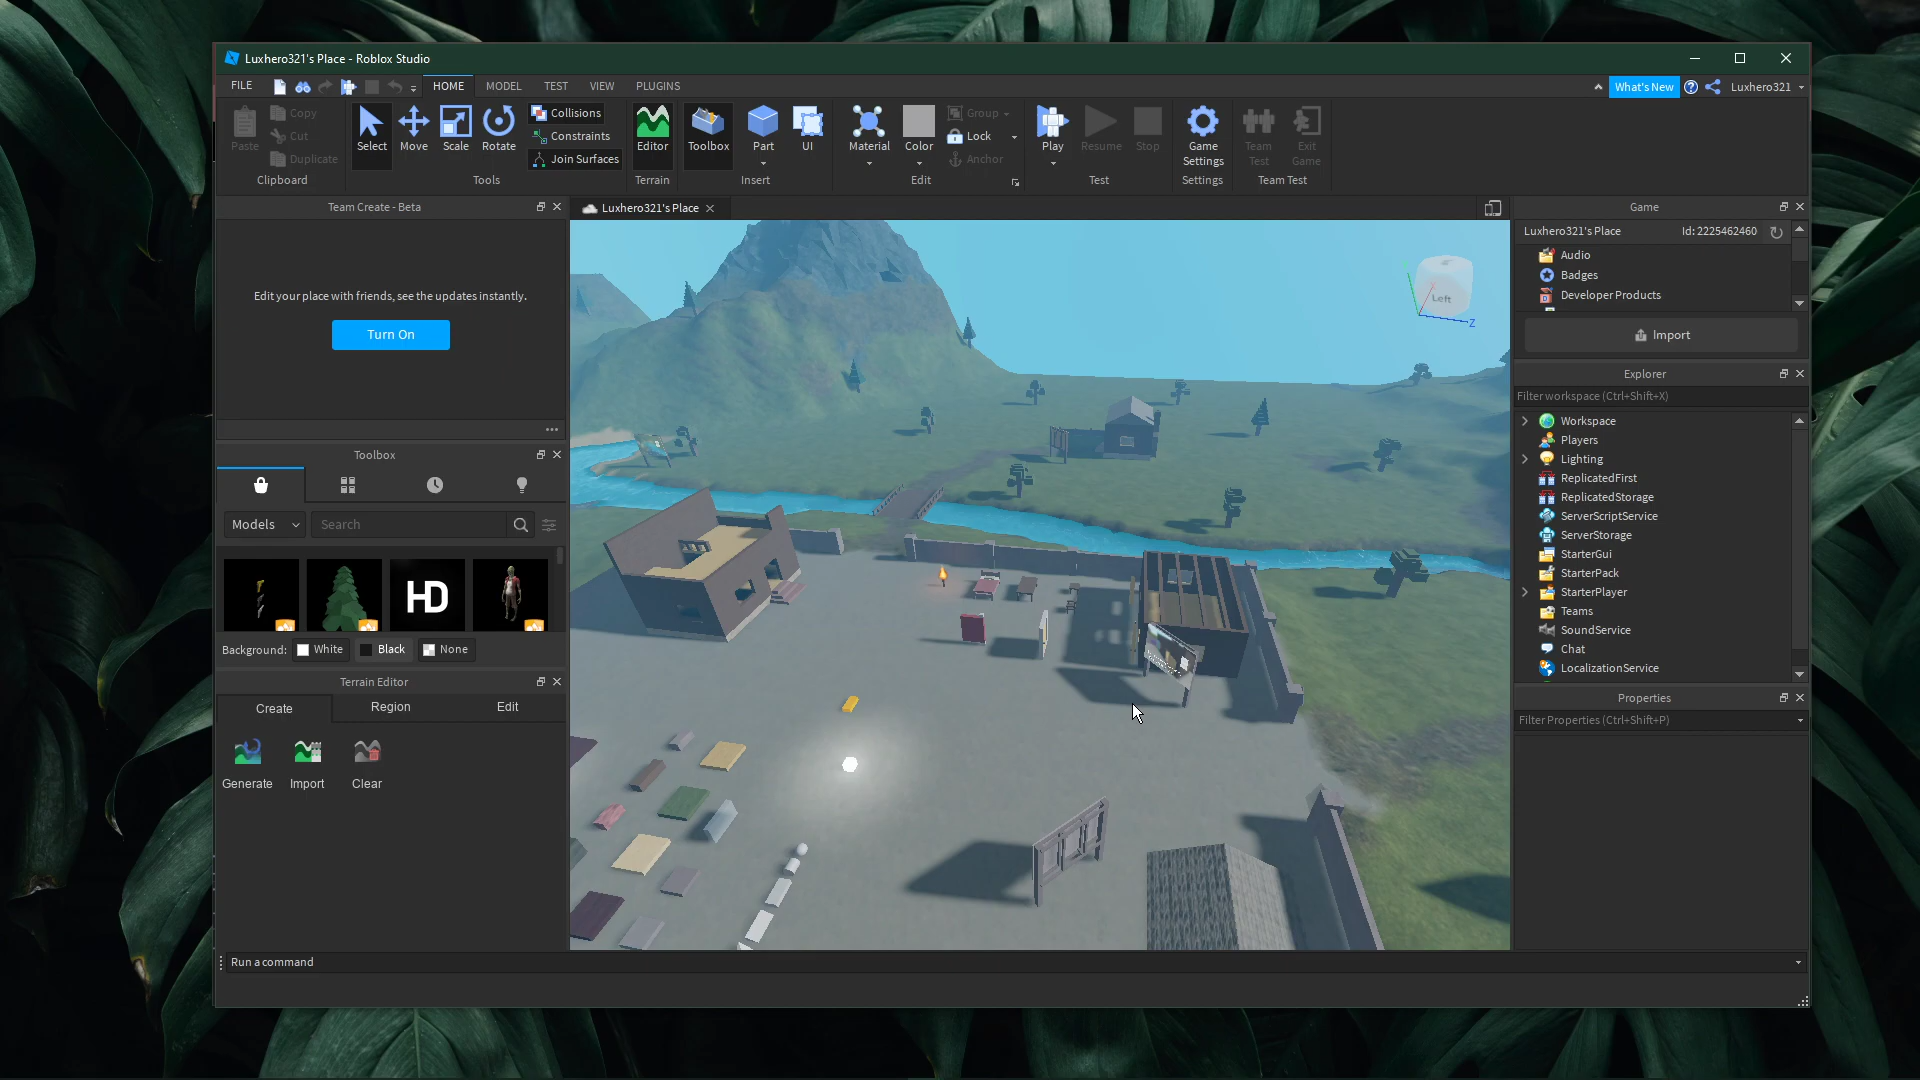 Luxhero321's Place - Roblox Studio
FILE
HOME
MODEL
TEST
VIEW
PLUGINS
What's New
Luxhero321
Paste
Copy
Cut
Duplicate
Clipboard
Select
Move
Scale
Rotate
Collisions
Constraints
Join Surfaces
Tools
Editor
Terrain
Toolbox
Part
UI
Insert
Material
Color
Group
Lock
Anchor
Edit
Play
Resume
Stop
Test
Game
Settings
Settings
Team
Test
Exit
Game
Team Test
Team Create - Beta
Edit your place with friends, see the updates instantly.
Turn On
Toolbox
Models
Search
HD
Background:
White
Black
None
Terrain Editor
Create
Region
Edit
Generate
Import
Clear
Luxhero321's Place
Left
Z
Game
Luxhero321's Place
Id: 2225462460
Audio
Badges
Developer Products
Import
Explorer
Filter workspace (Ctrl+Shift+X)
Workspace
Players
Lighting
ReplicatedFirst
ReplicatedStorage
ServerScriptService
ServerStorage
StarterGui
StarterPack
StarterPlayer
Teams
SoundService
Chat
LocalizationService
Properties
Filter Properties (Ctrl+Shift+P)
Run a command